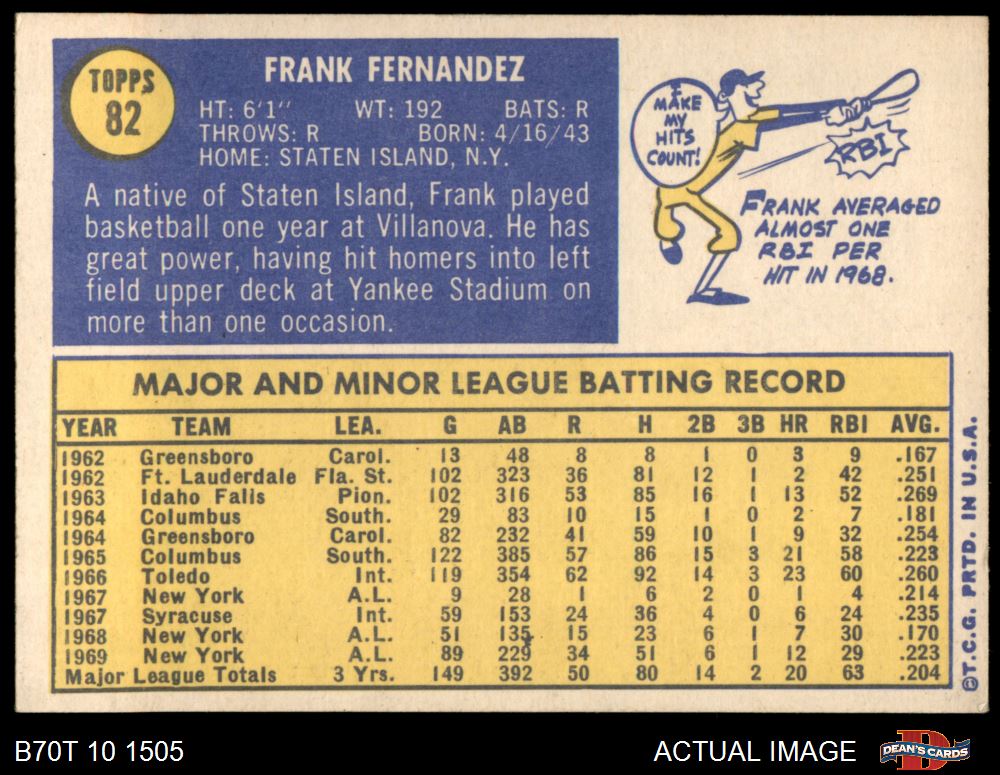 TOPPS
82
FRANK FERNANDEZ
HT: 6'1" WT: 192 BATS: R
THROWS: R BORN: 4/16/43
HOME: STATEN ISLAND, N.Y.
A native of Staten Island, Frank played
basketball one year at Villanova. He has
great power, having hit homers into left
field upper deck at Yankee Stadium on
more than one occasion.
I
MAKE
MY
HITS
COUNT!
RBI
FRANK AVERAGED
ALMOST ONE
RBI PER
HIT IN 1968.
MAJOR AND MINOR LEAGUE BATTING RECORD
YEAR TEAM LEA. G AB R H 2B 3B HR RBI AVG.
1962 Greensboro Carol. 13 48 8 8 1 0 3 9 .167
1962 Ft. Lauderdale Fla. St. 102 323 36 81 12 1 2 42 .251
1963 Idaho Falls Pion. 102 316 53 85 16 1 13 52 .269
1964 Columbus South. 29 83 10 15 1 0 2 7 .181
1964 Greensboro Carol. 82 232 41 59 10 1 9 32 .254
1965 Columbus South. 122 385 57 86 15 3 21 58 .223
1966 Toledo Int. 119 354 62 92 14 3 23 60 .260
1967 New York A.L. 9 28 1 6 2 0 1 4 .214
1967 Syracuse Int. 59 153 24 36 4 0 6 24 .235
1968 New York A.L. 51 135 15 23 6 1 7 30 .170
1969 New York A.L. 89 229 34 51 6 1 12 29 .223
Major League Totals 3 Yrs. 149 392 50 80 14 2 20 63 .204
©T.C.G. PRTD. IN U.S.A.
B70T 10 1505
ACTUAL IMAGE
D
DEAN'S CARDS